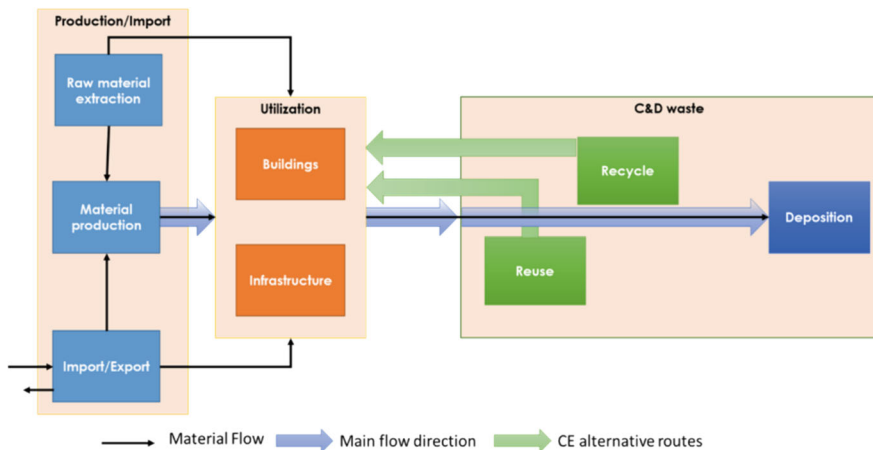 Production/Import
Raw material
extraction
Utilization
C&D waste
Buildings
Recycle
Material
production
Deposition
Reuse
Infrastructure
Import/Export
Material Flow
Main flow direction
CE alternative routes